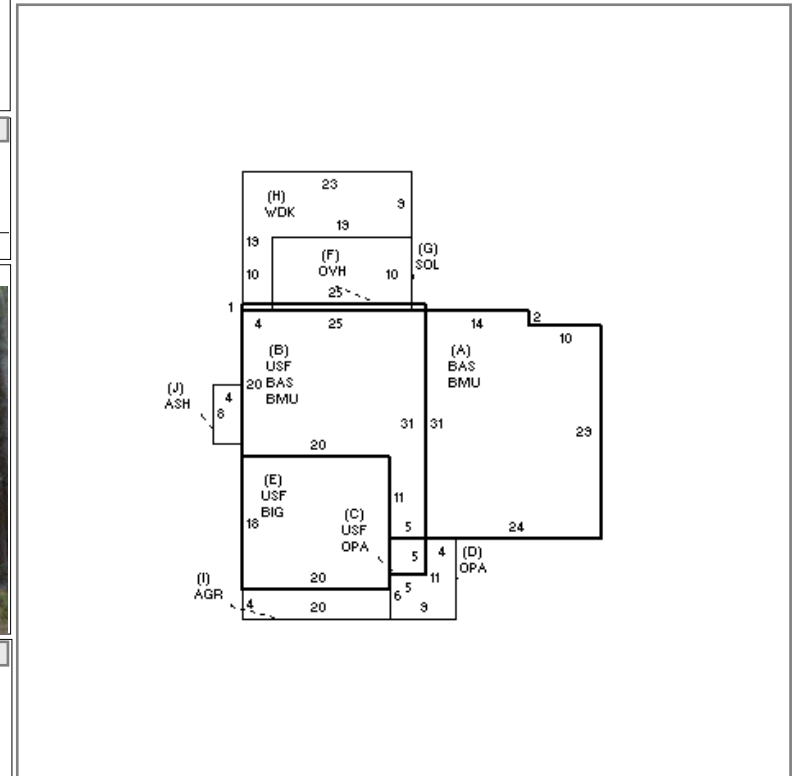 23
(H)
WDK
9
19
19
(G)
SOL
(F)
OVH
10
10
25
1
2
4
25
14
10
(B)
USF
BAS
BMU
(A)
BAS
BMU
20
(J)
ASH
4
8
31
31
29
20
(E)
USF
BIG
11
(C)
USF
OPA
18
5
24
5
4
(D)
OPA
11
(I)
AGR
20
5
6
4
20
9